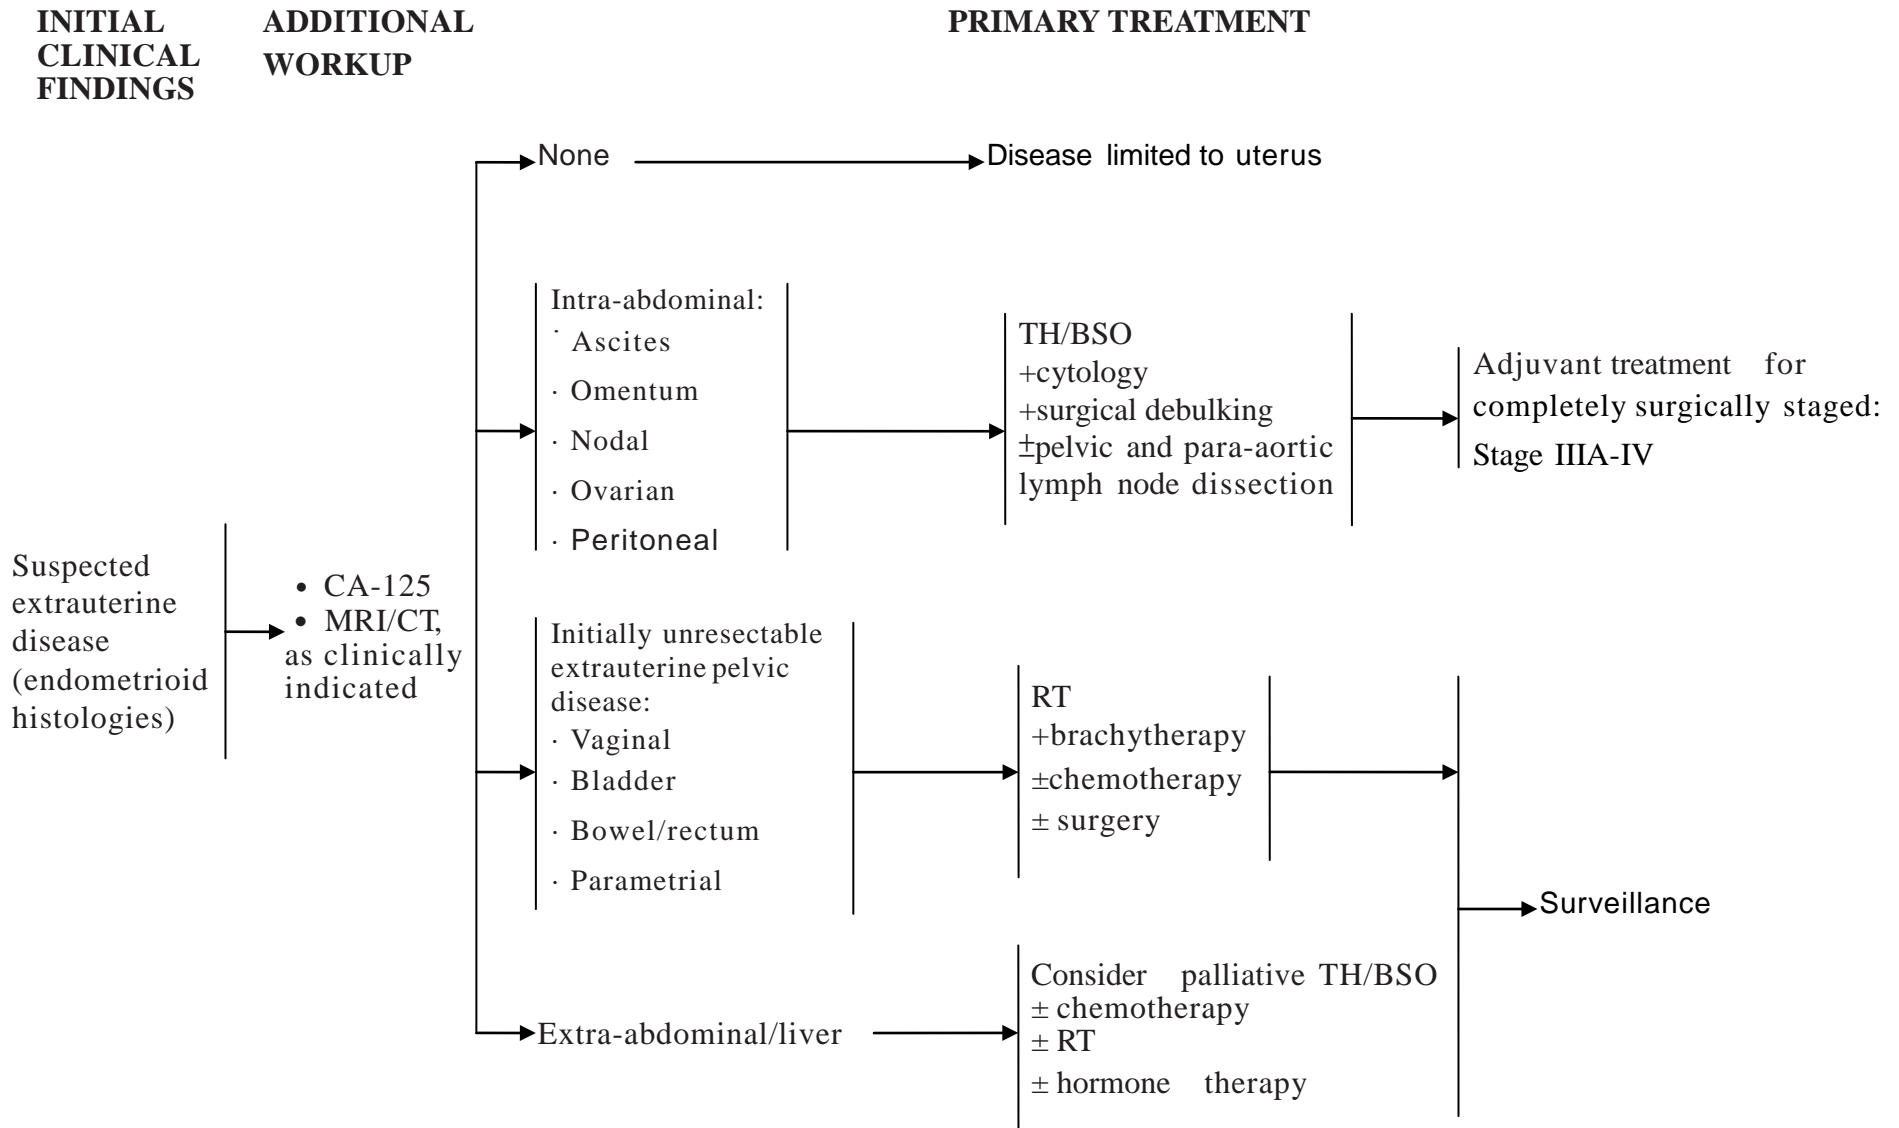 INITIAL
CLINICAL
FINDINGS
ADDITIONAL
WORKUP
PRIMARY TREATMENT
None
Disease limited to uterus
Intra-abdominal:
· Ascites
· Omentum
· Nodal
· Ovarian
· Peritoneal
TH/BSO
+cytology
+surgical debulking
±pelvic and para-aortic
lymph node dissection
Adjuvant treatment for
completely surgically staged:
Stage IIIA-IV
Suspected
extrauterine
disease
(endometrioid
histologies)
• CA-125
• MRI/CT,
as clinically
indicated
Initially unresectable
extrauterine pelvic
disease:
· Vaginal
· Bladder
· Bowel/rectum
· Parametrial
RT
+brachytherapy
±chemotherapy
± surgery
Surveillance
Extra-abdominal/liver
Consider palliative TH/BSO
± chemotherapy
± RT
± hormone therapy